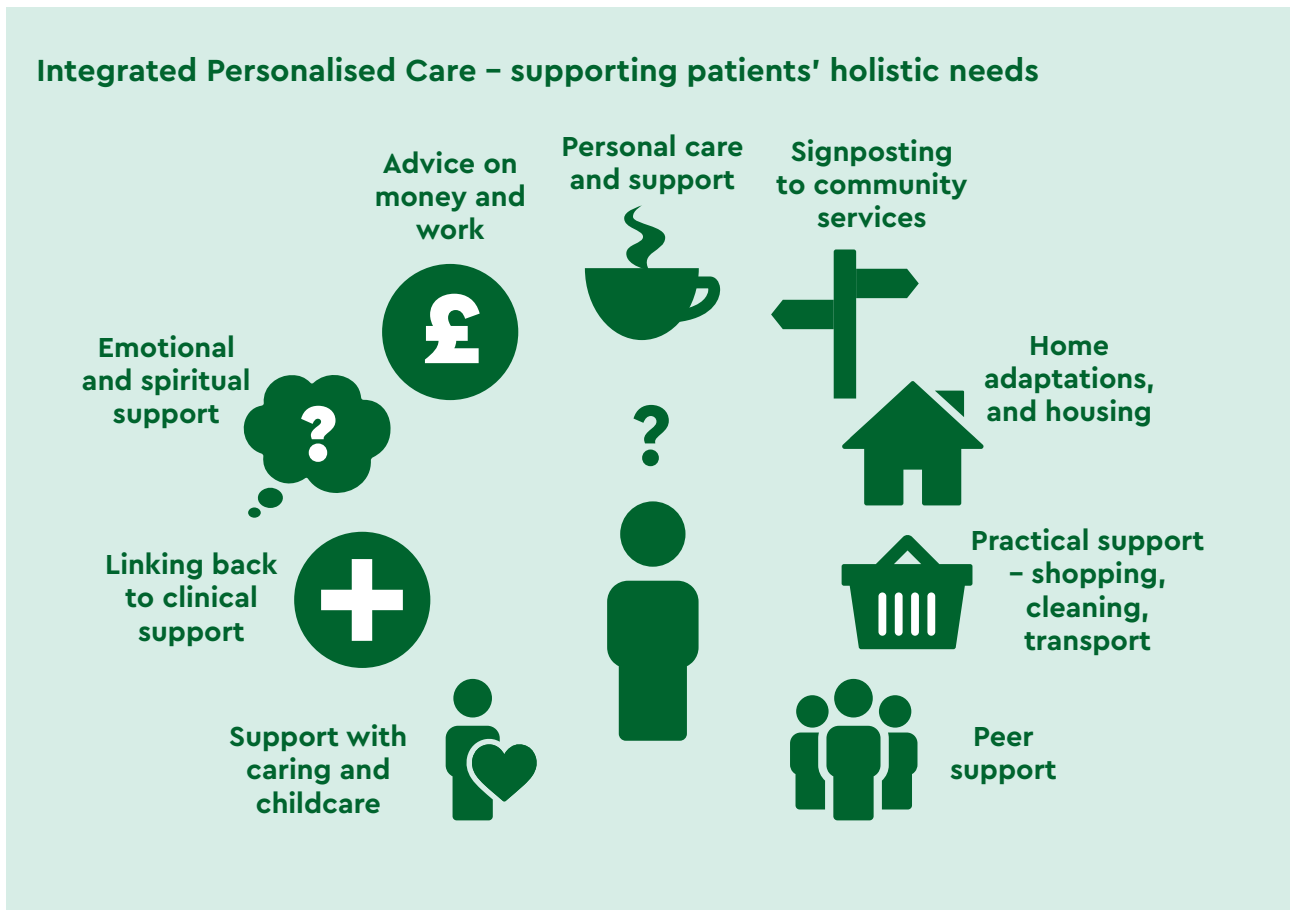 Integrated Personalised Care – supporting patients’ holistic needs
Advice on
money and
work
£
Personal care
and support
Signposting
to community
services
Emotional
and spiritual
support
?
?
Home
adaptations,
and housing
Linking back
to clinical
support
Practical support
– shopping,
cleaning,
transport
Support with
caring and
childcare
Peer
support